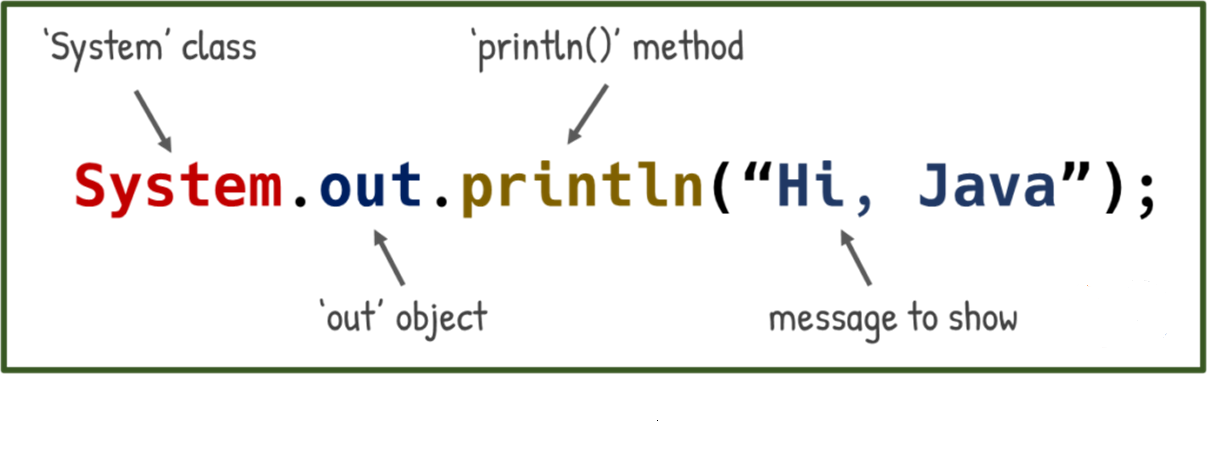 ‘System’ class ‘println()’ method
System.out.println(“Hi, Java”);
‘out’ object message to show